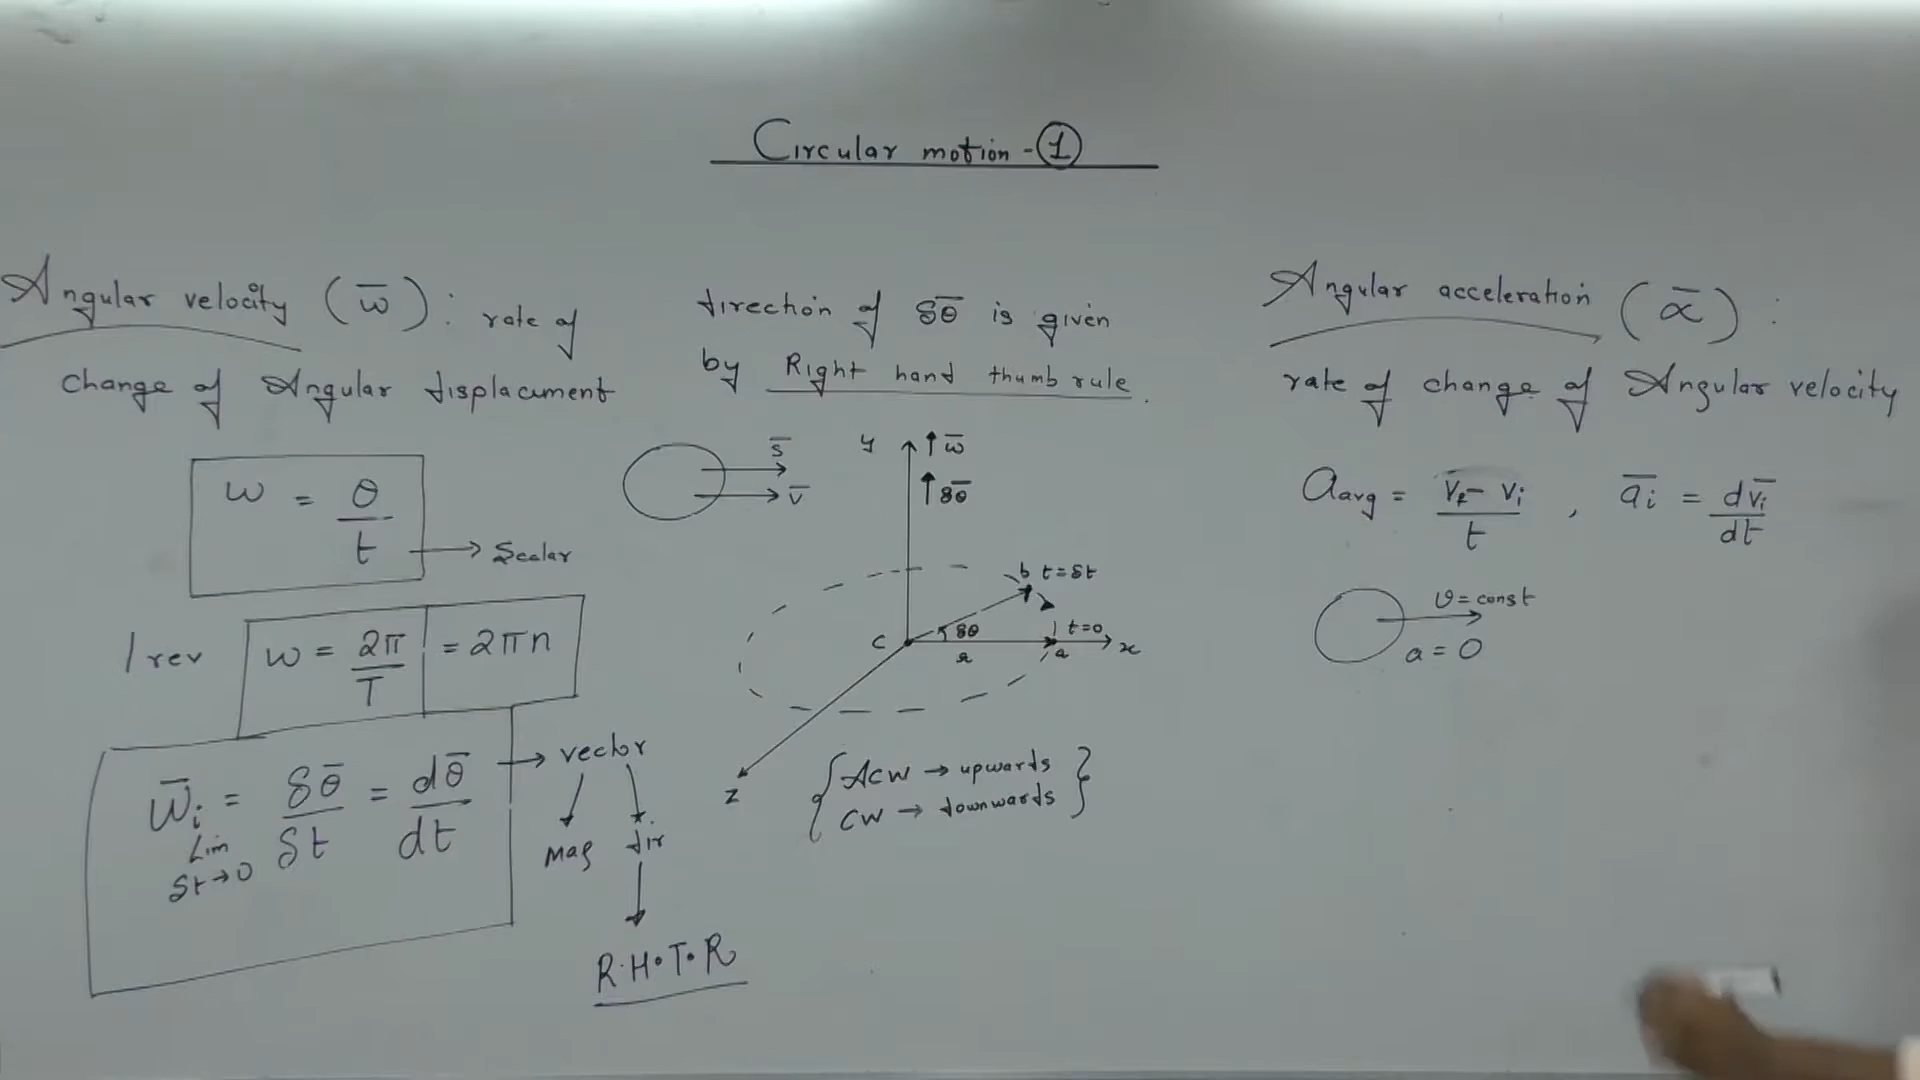 Circular motion - ①
Angular velocity (ω̅) : rate of
change of Angular displacement
ω = θ/t → Scalar
1 rev ω = 2π/T = 2πn
ω̅i = δθ̅/δt = dθ̅/dt → vector
Lim
δt→0
mag dir
R.H.T.R
direction of δθ̅ is given
by Right hand thumb rule.
s̅
v̅
y ↑ω̅
↑δθ̅
b t=δt
c δθ t=0
r a x
z
{ACW → upwards
CW → downwards}
Angular acceleration (α̅) :
rate of change of Angular velocity
aavg = (vf - vi)/t , a̅i = dv̅i/dt
v = const
a = 0